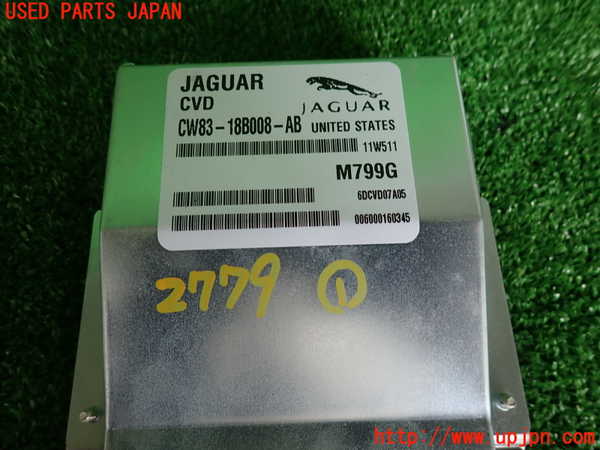 USED PARTS JAPAN
JAGUAR
CVD
JAGUAR
CW83-18B008-AB UNITED STATES
11W511
M799G
6DCVD07A05
006000160345
2779 ①
http://www.upjpn.com